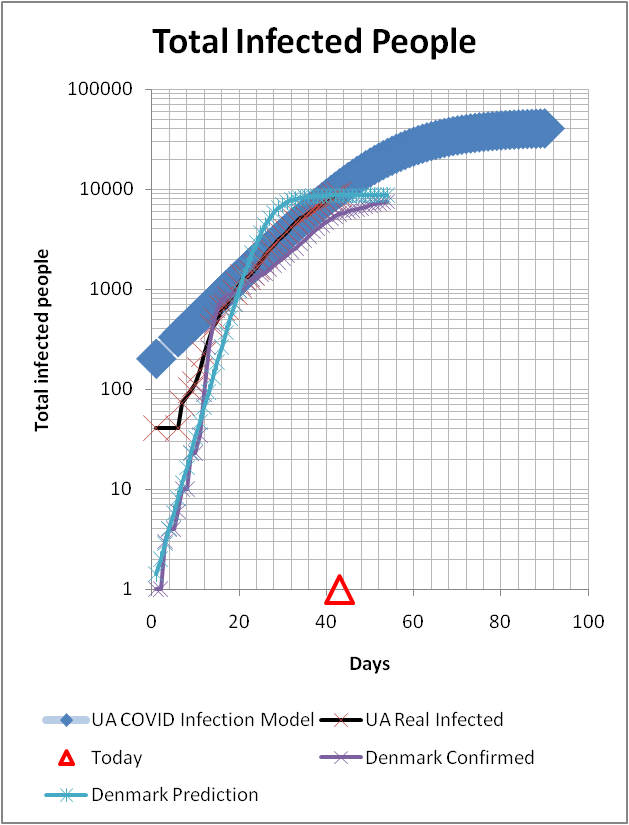 Total Infected People
100000
10000
1000
100
10
1
0 20 40 60 80 100
Total infected people
Days
UA COVID Infection Model UA Real Infected
Today Denmark Confirmed
Denmark Prediction